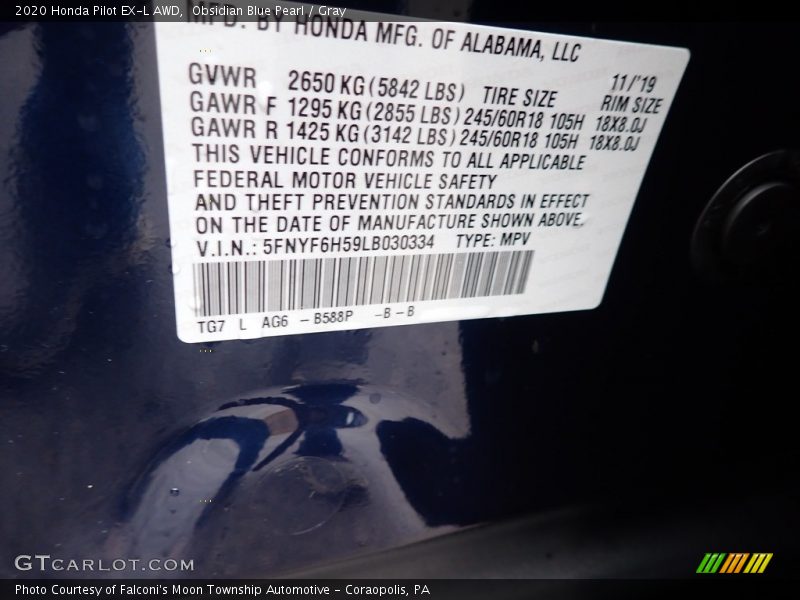 2020 Honda Pilot EX-L AWD,  Obsidian Blue Pearl / Gray
MFD. BY HONDA MFG. OF ALABAMA, LLC
11/'19
GVWR 2650 KG (5842 LBS) TIRE SIZE RIM SIZE
GAWR F 1295 KG (2855 LBS) 245/60R18 105H 18X8.0J
GAWR R 1425 KG (3142 LBS) 245/60R18 105H 18X8.0J
THIS VEHICLE CONFORMS TO ALL APPLICABLE
FEDERAL MOTOR VEHICLE SAFETY
AND THEFT PREVENTION STANDARDS IN EFFECT
ON THE DATE OF MANUFACTURE SHOWN ABOVE.
V.I.N.: 5FNYF6H59LB030334 TYPE: MPV
TG7 L AG6 - B588P - B - B
GTCARLOT.COM
Photo Courtesy of Falconi's Moon Township Automotive - Coraopolis, PA